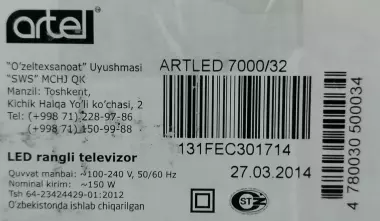 artel
"O'zeltexsanoat" Uyushmasi
"SWS" MCHJ QK
Manzil: Toshkent,
Kichik Halqa Yo'li ko'chasi, 2
Tel: (+998 71) 228-97-86
(+998 71) 150-99-88
LED rangli televizor
Quvvat manbai: ~100-240 V, 50/60 Hz
Nominal kirim: ~150 W
Tsh 64-23424429-01:2012
O'zbekistonda ishlab chiqarilgan
ARTLED 7000/32
131FEC301714
27.03.2014
4 780030 500034